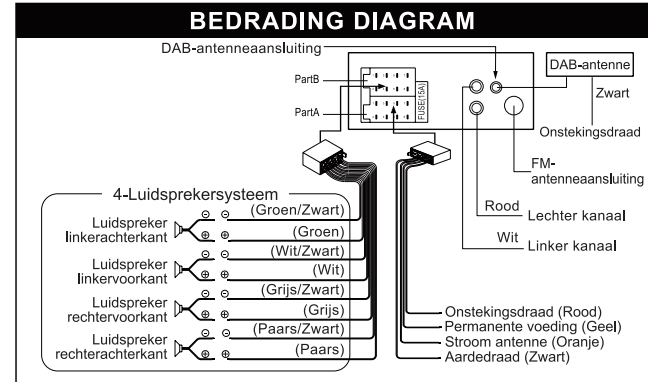 BEDRADING DIAGRAM
DAB-antenneaansluiting
DAB-antenne
PartB
PartA
FUSE(15A)
Zwart
Onstekingsdraad
FM-
antenneaansluiting
Rood
Lechter kanaal
Wit
Linker kanaal
4-Luidsprekersysteem
Luidspreker
linkerachterkant
(Groen/Zwart)
(Groen)
Luidspreker
linkervoorkant
(Wit/Zwart)
(Wit)
Luidspreker
rechtervoorkant
(Grijs/Zwart)
(Grijs)
Luidspreker
rechterachterkant
(Paars/Zwart)
(Paars)
Onstekingsdraad (Rood)
Permanente voeding (Geel)
Stroom antenne (Oranje)
Aardedraad (Zwart)